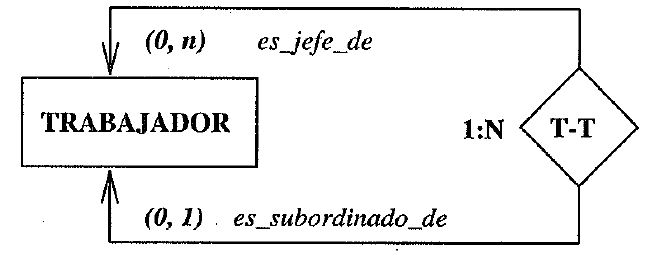 (0, n) es_jefe_de
TRABAJADOR
1:N T-T
(0, 1) es_subordinado_de